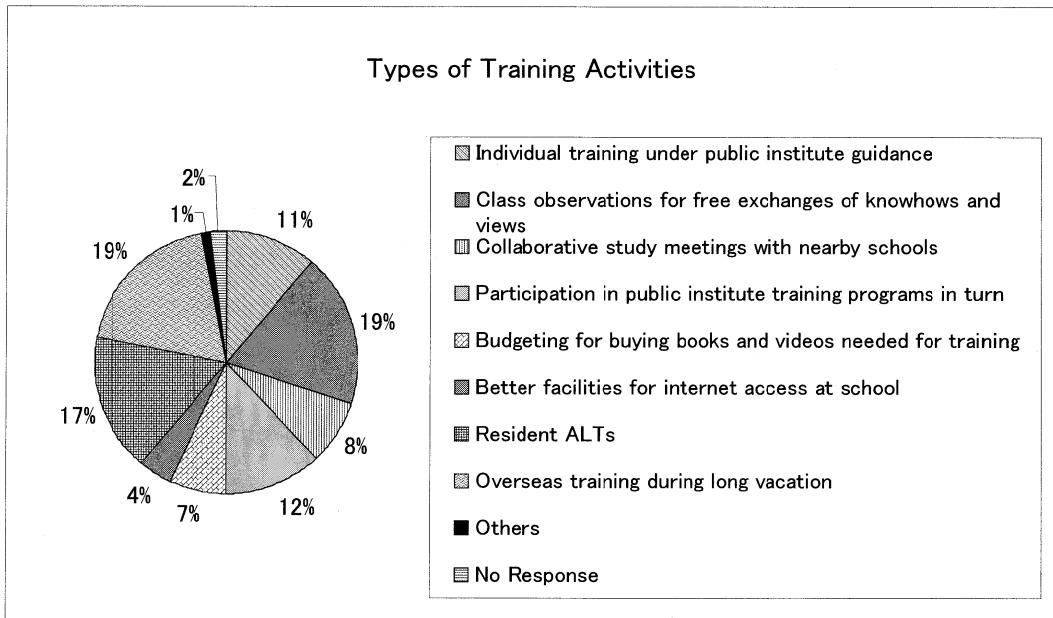 Types of Training Activities
2%
1%
11%
19%
19%
17%
8%
4%
7%
12%
Individual training under public institute guidance
Class observations for free exchanges of knowhows and
views
Collaborative study meetings with nearby schools
Participation in public institute training programs in turn
Budgeting for buying books and videos needed for training
Better facilities for internet access at school
Resident ALTs
Overseas training during long vacation
Others
No Response